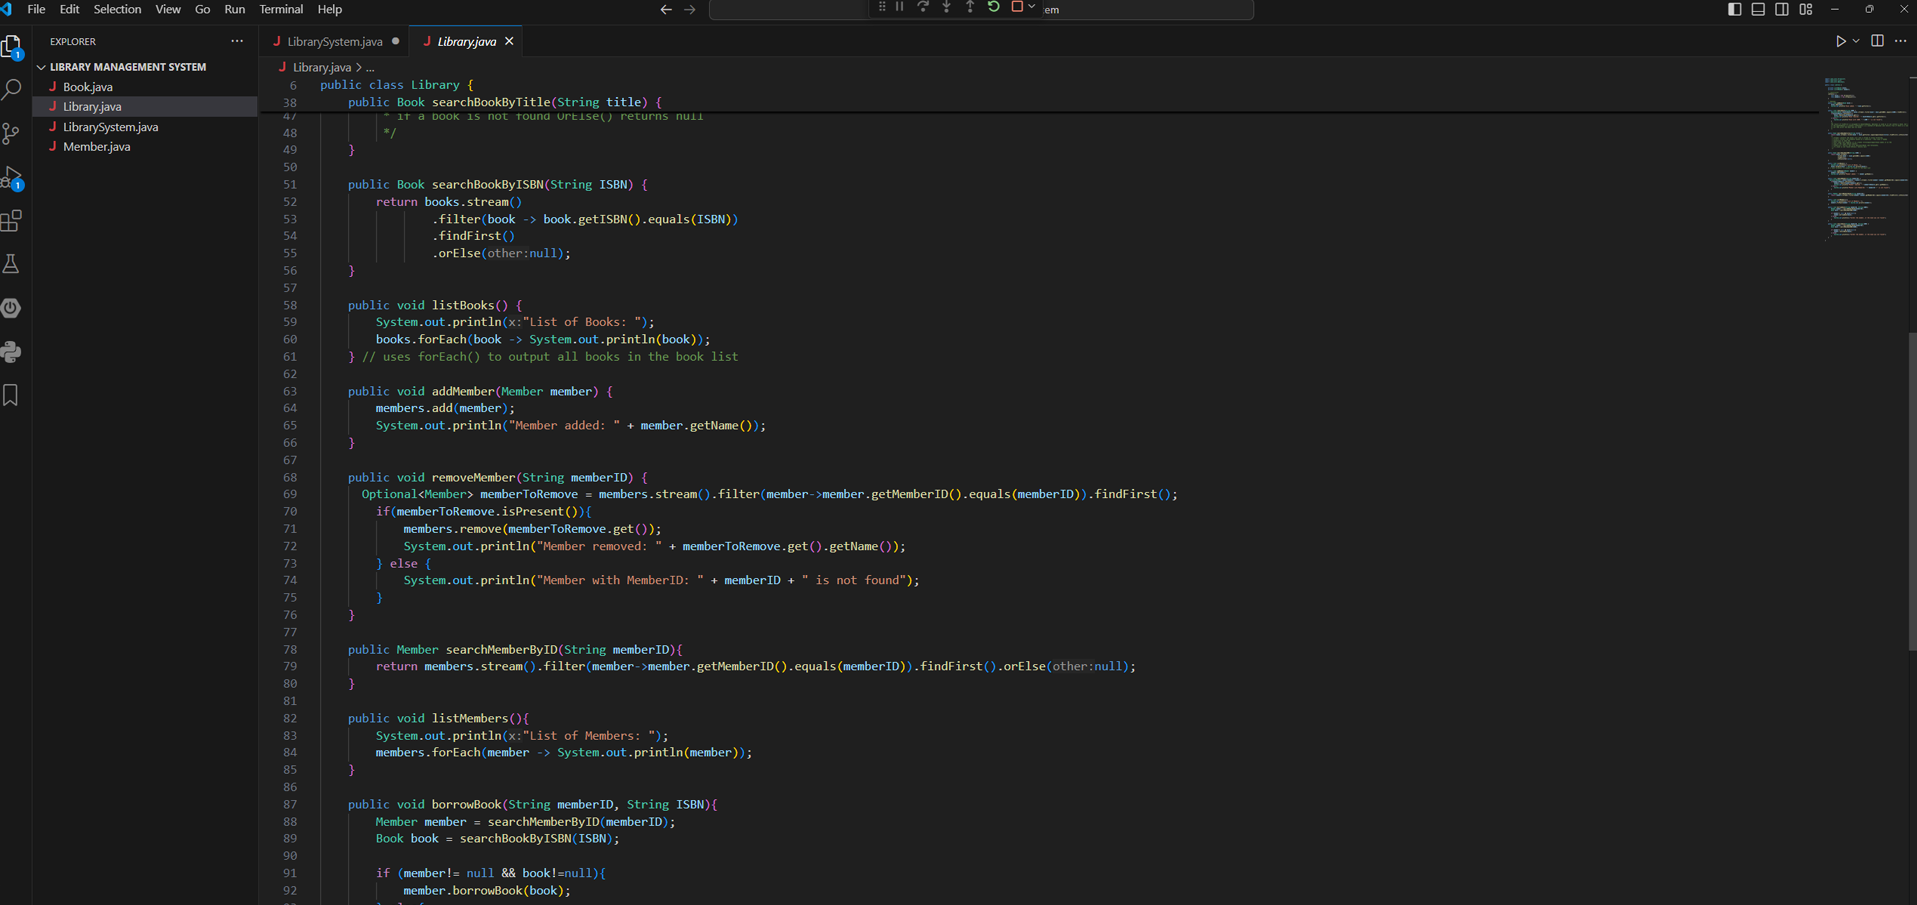 File Edit Selection View Go Run Terminal Help
em
EXPLORER
LIBRARY MANAGEMENT SYSTEM
J Book.java
J Library.java
J LibrarySystem.java
J Member.java
1
1
J LibrarySystem.java
J Library.java
J Library.java > ...
6 public class Library {
38 public Book searchBookByTitle(String title) {
47 * if a book is not found OrElse() returns null
48 */
49 }
50
51 public Book searchBookByISBN(String ISBN) {
52 return books.stream()
53 .filter(book -> book.getISBN().equals(ISBN))
54 .findFirst()
55 .orElse(other:null);
56 }
57
58 public void listBooks() {
59 System.out.println(x:"List of Books: ");
60 books.forEach(book -> System.out.println(book));
61 } // uses forEach() to output all books in the book list
62
63 public void addMember(Member member) {
64 members.add(member);
65 System.out.println("Member added: " + member.getName());
66 }
67
68 public void removeMember(String memberID) {
69 Optional<Member> memberToRemove = members.stream().filter(member->member.getMemberID().equals(memberID)).findFirst();
70 if(memberToRemove.isPresent()){
71 members.remove(memberToRemove.get());
72 System.out.println("Member removed: " + memberToRemove.get().getName());
73 } else {
74 System.out.println("Member with MemberID: " + memberID + " is not found");
75 }
76 }
77
78 public Member searchMemberByID(String memberID){
79 return members.stream().filter(member->member.getMemberID().equals(memberID)).findFirst().orElse(other:null);
80 }
81
82 public void listMembers(){
83 System.out.println(x:"List of Members: ");
84 members.forEach(member -> System.out.println(member));
85 }
86
87 public void borrowBook(String memberID, String ISBN){
88 Member member = searchMemberByID(memberID);
89 Book book = searchBookByISBN(ISBN);
90
91 if (member!= null && book!=null){
92 member.borrowBook(book);